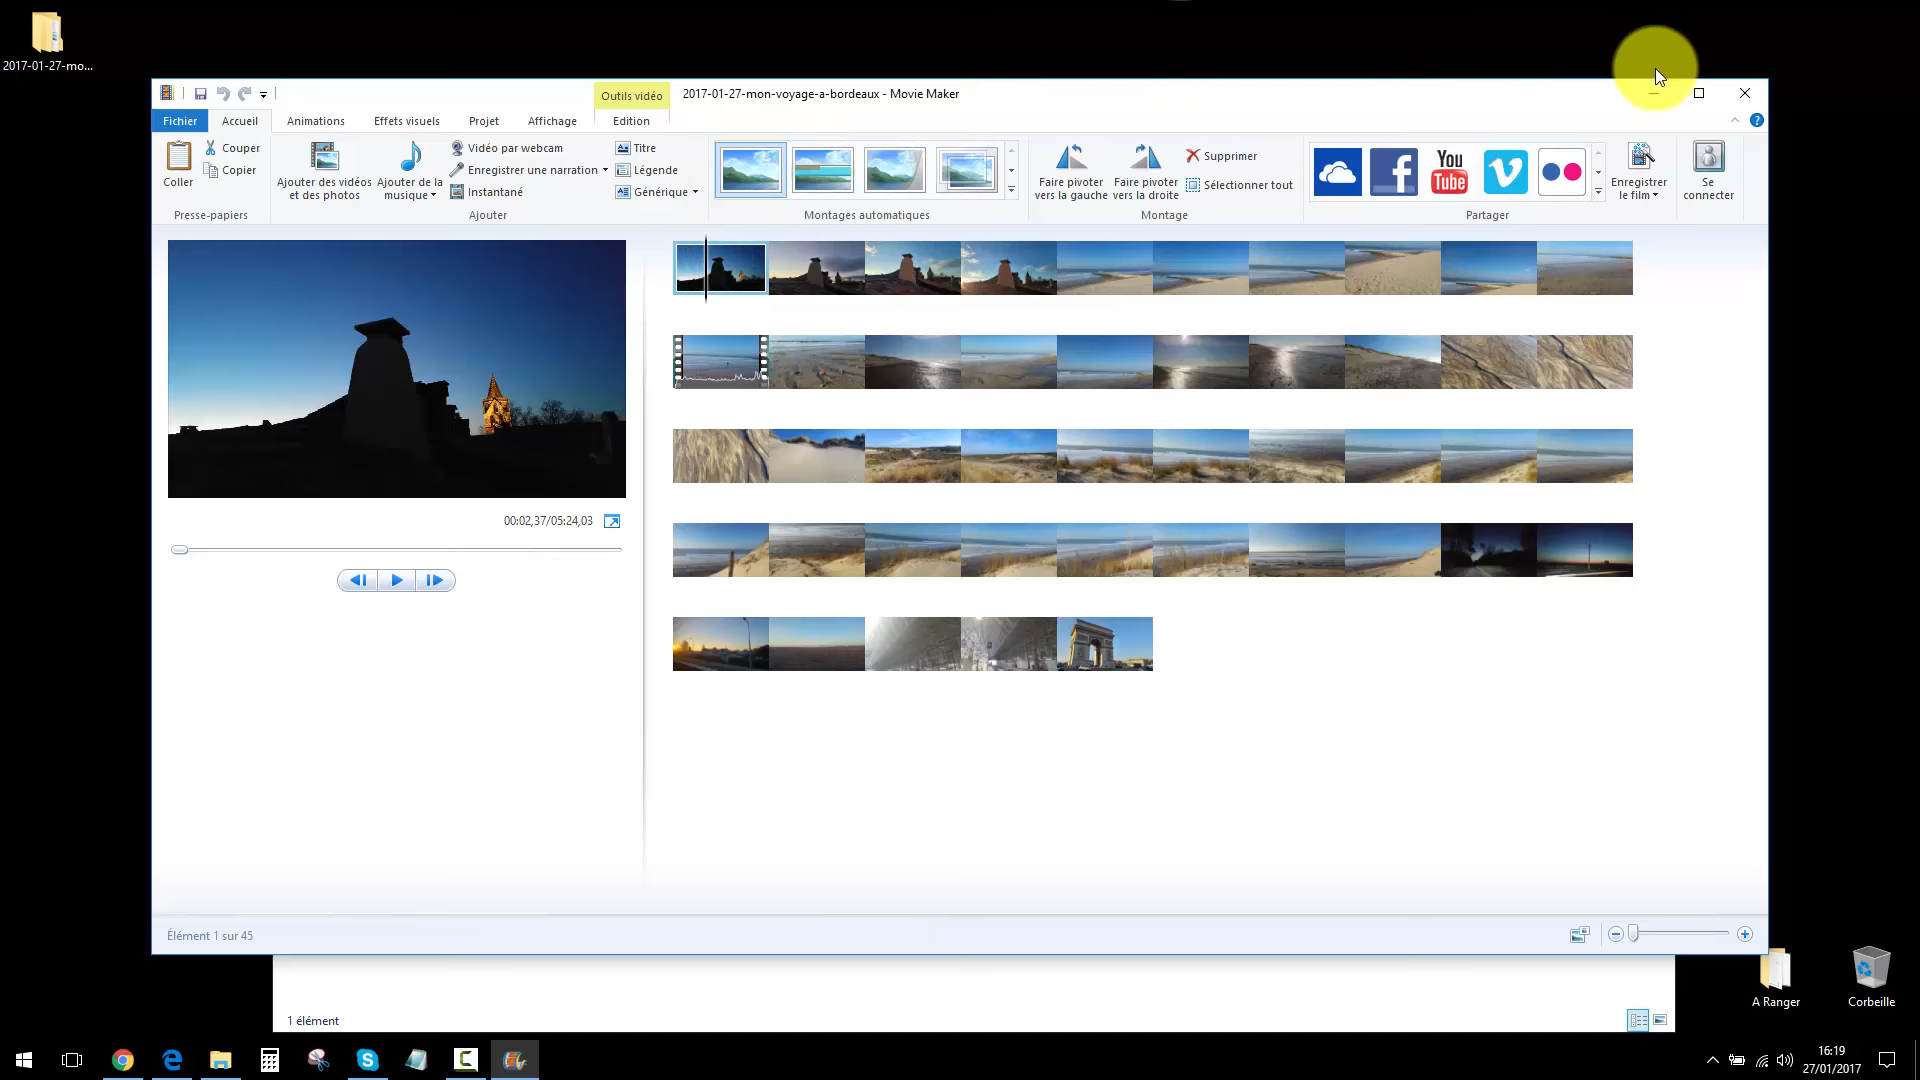 2017-01-27-mo...
Outils vidéo
2017-01-27-mon-voyage-a-bordeaux - Movie Maker
Fichier
Accueil
Animations
Effets visuels
Projet
Affichage
Edition
Coller
Couper
Copier
Presse-papiers
Ajouter des vidéos
et des photos
Ajouter de la
musique
Vidéo par webcam
Enregistrer une narration
Instantané
Titre
Légende
Générique
Ajouter
Montages automatiques
Faire pivoter
vers la gauche
Faire pivoter
vers la droite
Supprimer
Sélectionner tout
Montage
You
Tube
Partager
Enregistrer
le film
Se
connecter
00:02,37/05:24,03
Élément 1 sur 45
1 élément
A Ranger
Corbeille
16:19
27/01/2017